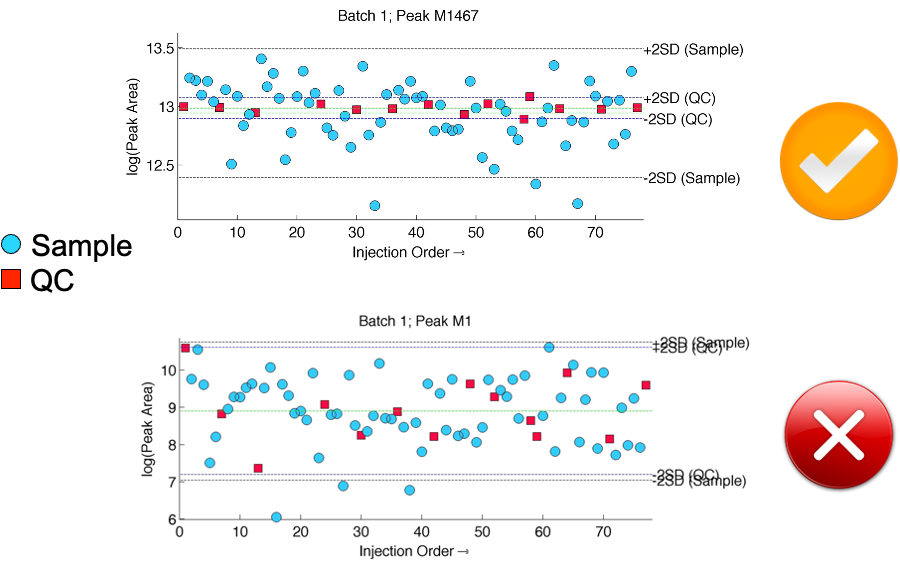 Batch 1; Peak M1467
log(Peak Area)
13.5
13
12.5
+2SD (Sample)
+2SD (QC)
-2SD (QC)
-2SD (Sample)
0 10 20 30 40 50 60 70
Injection Order →
Sample
QC
Batch 1; Peak M1
log(Peak Area)
10
9
8
7
6
+2SD (Sample)
+2SD (QC)
-2SD (QC)
-2SD (Sample)
0 10 20 30 40 50 60 70
Injection Order →